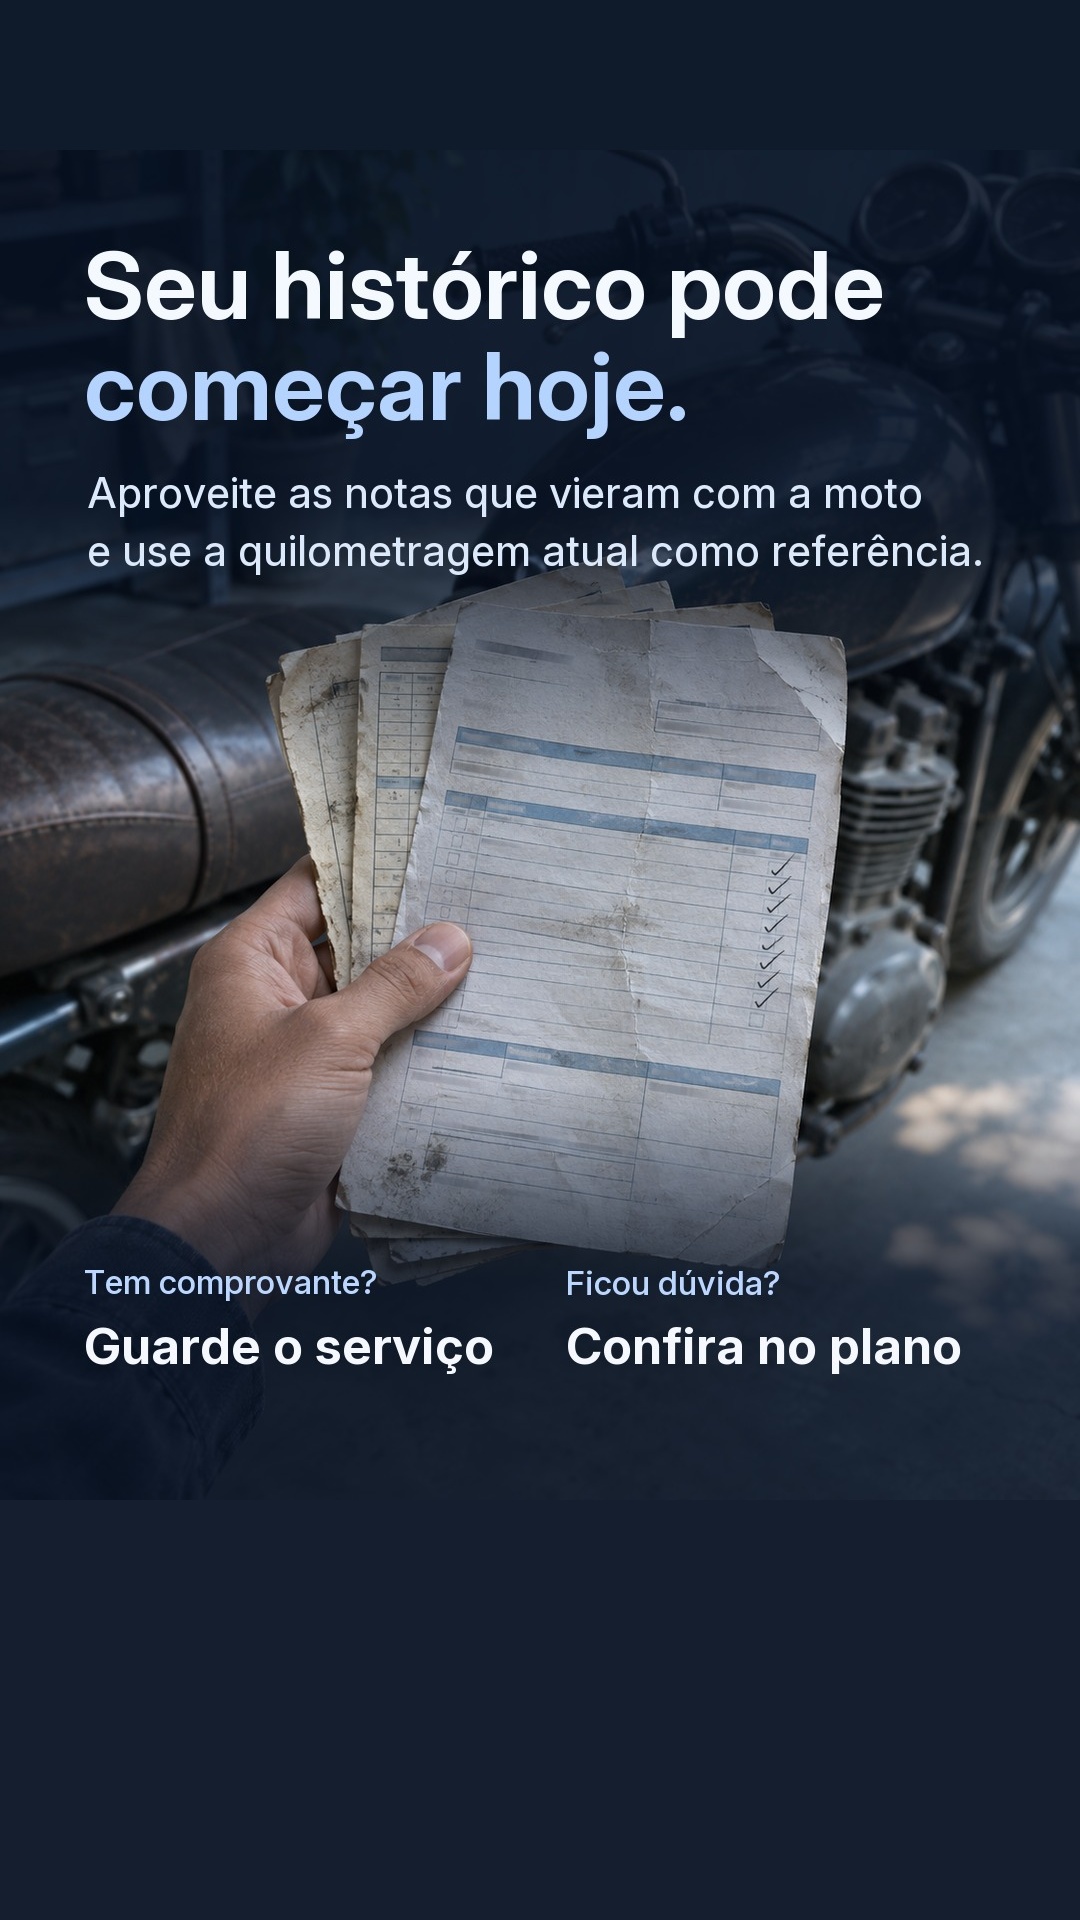 Seu histórico pode
começar hoje.
Aproveite as notas que vieram com a moto
e use a quilometragem atual como referência.
Tem comprovante?
Guarde o serviço
Ficou dúvida?
Confira no plano